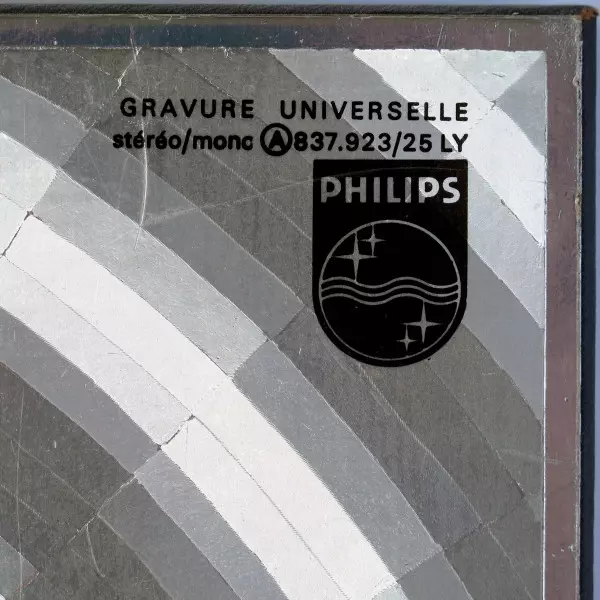 GRAVURE UNIVERSELLE
stéréo/mono Ⓐ837.923/25 LY
PHILIPS